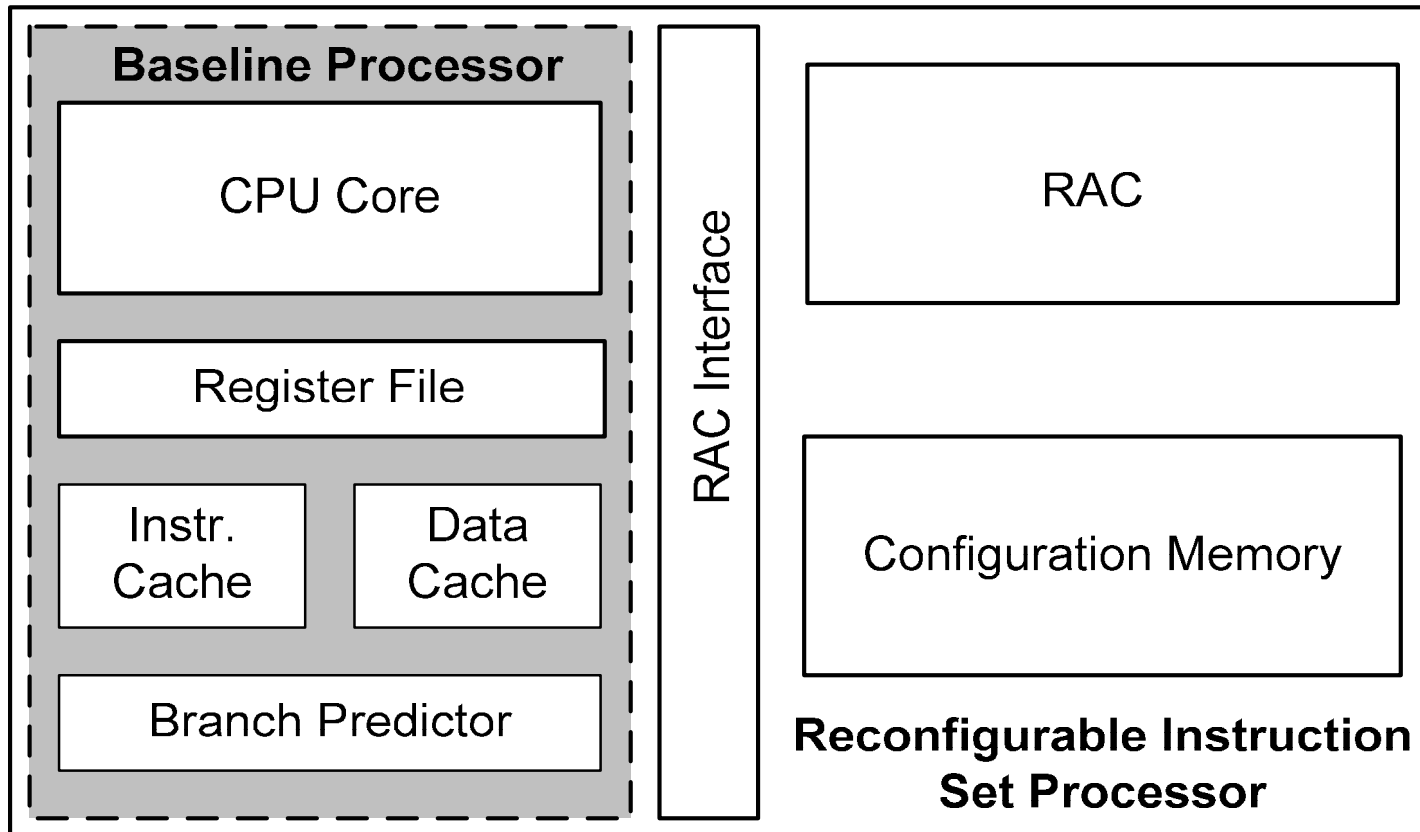 Baseline Processor
CPU Core
Register File
Instr.
Cache
Data
Cache
Branch Predictor
RAC Interface
RAC
Configuration Memory
Reconfigurable Instruction
Set Processor